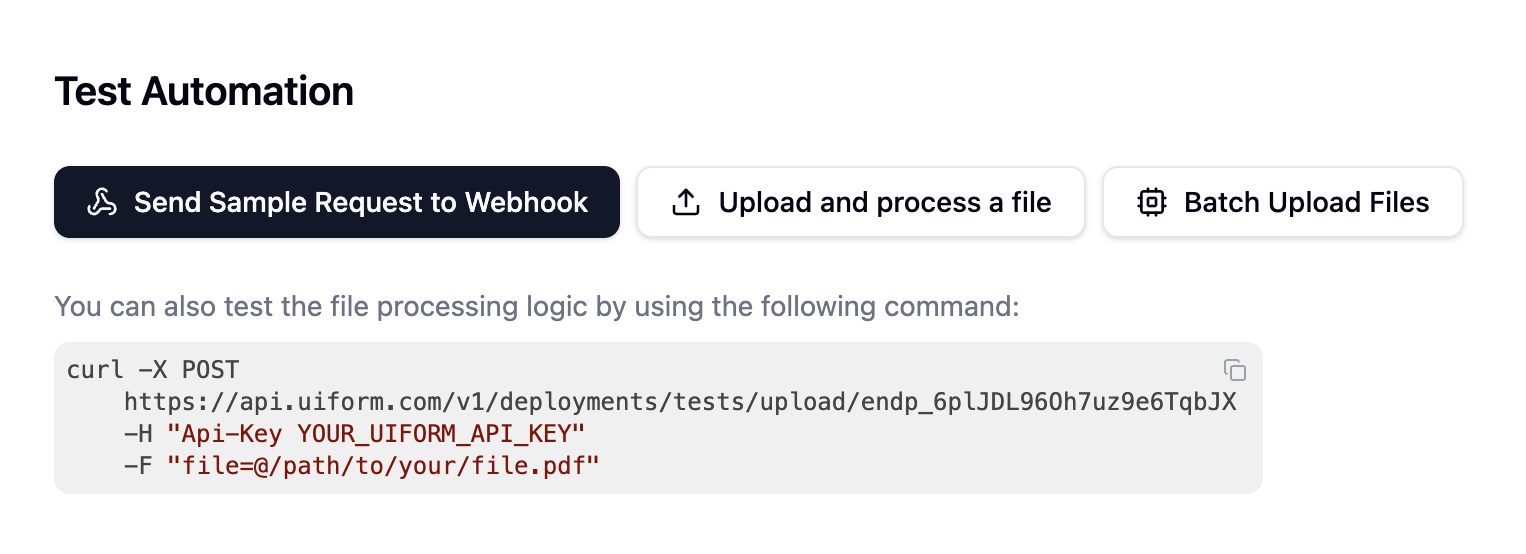 Test Automation
Send Sample Request to Webhook
Upload and process a file
Batch Upload Files
You can also test the file processing logic by using the following command:
curl -X POST
https://api.uiform.com/v1/deployments/tests/upload/endp_6plJDL96Oh7uz9e6TqbJX
-H "Api-Key YOUR_UIFORM_API_KEY"
-F "file=@/path/to/your/file.pdf"